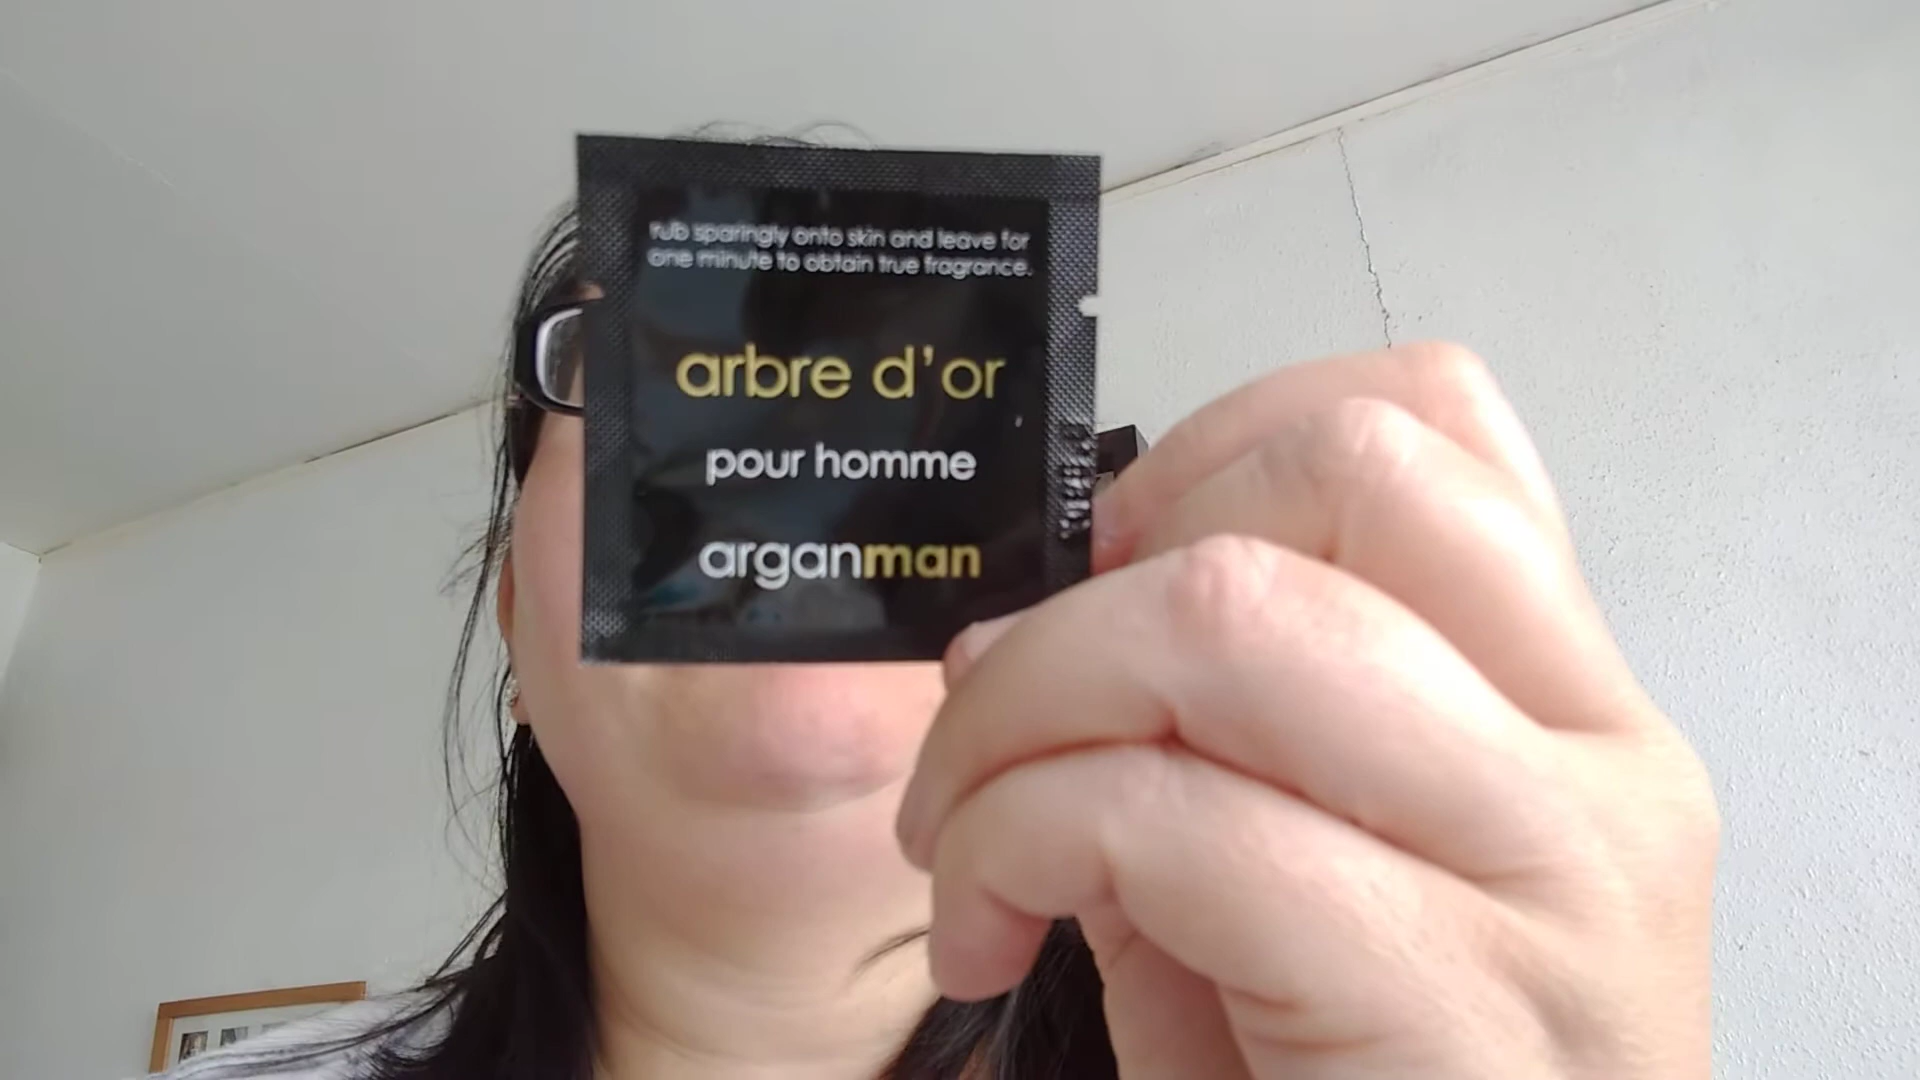 rub sparingly onto skin and leave for
one minute to obtain true fragrance.
arbre d'or
pour homme
arganman